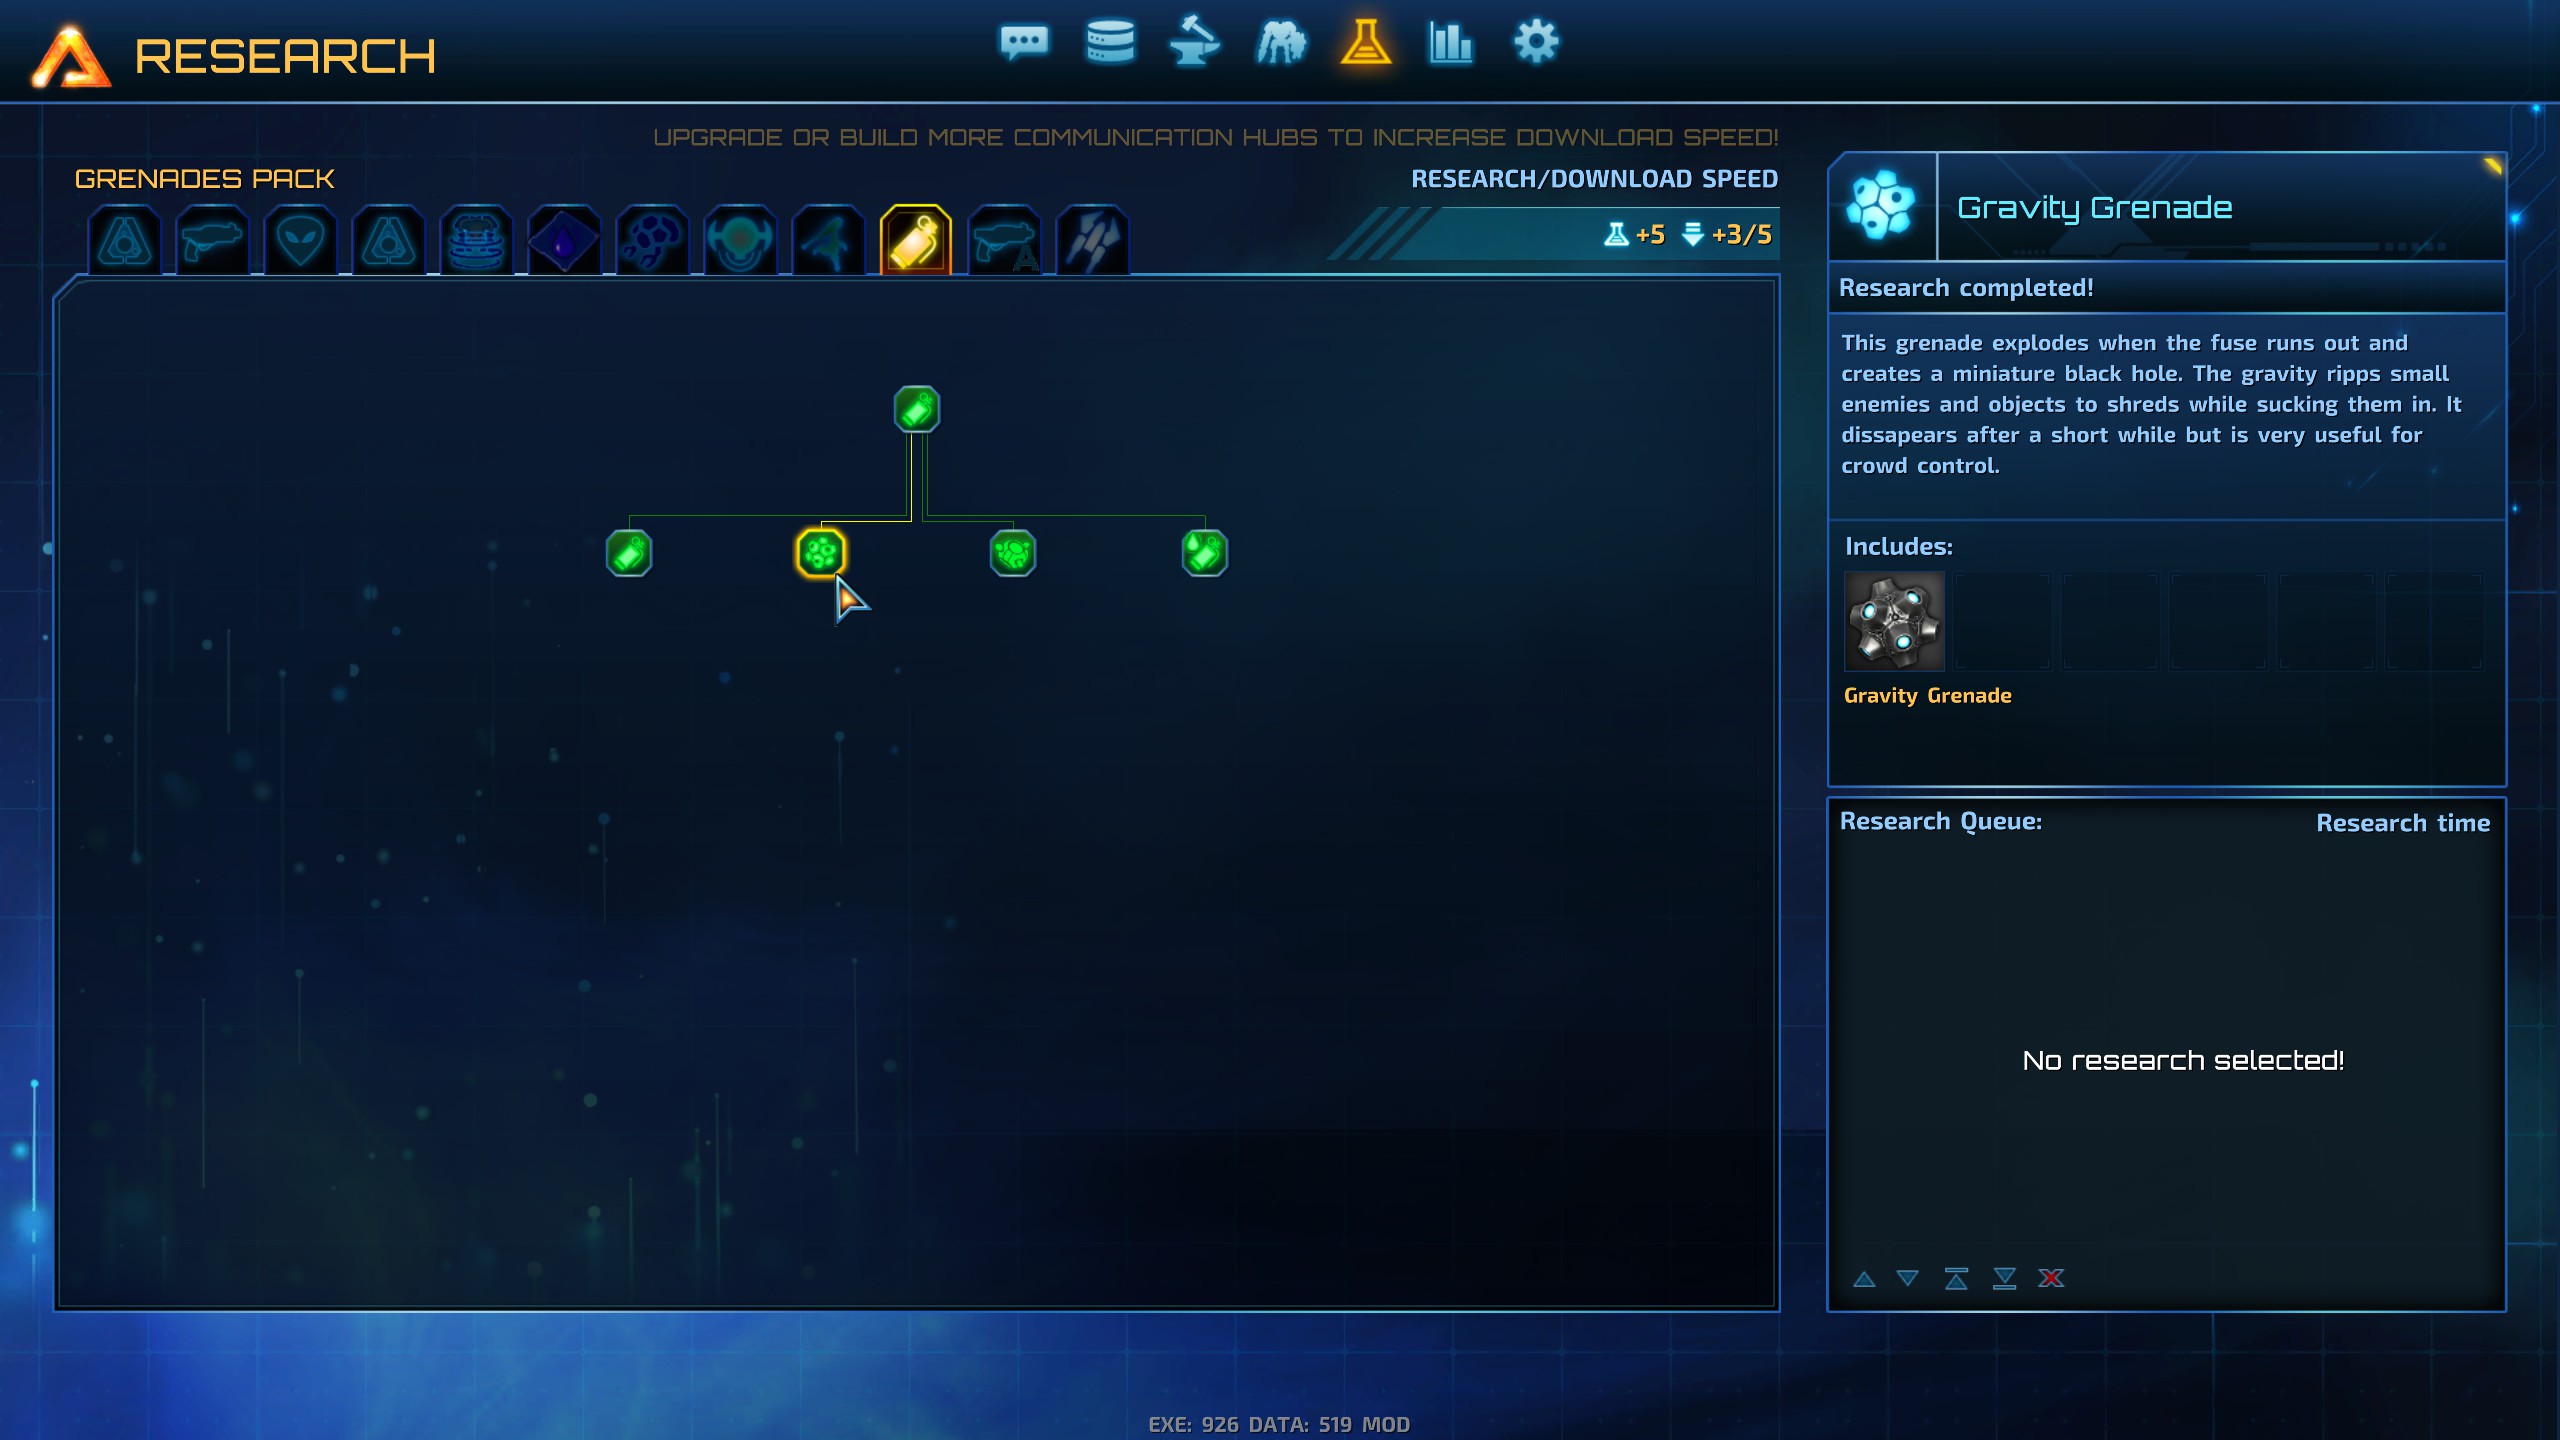 RESEARCH
UPGRADE OR BUILD MORE COMMUNICATION HUBS TO INCREASE DOWNLOAD SPEED!
GRENADES PACK
RESEARCH/DOWNLOAD SPEED
+5 +3/5
Gravity Grenade
Research completed!
This grenade explodes when the fuse runs out and
creates a miniature black hole. The gravity ripps small
enemies and objects to shreds while sucking them in. It
dissapears after a short while but is very useful for
crowd control.
Includes:
Gravity Grenade
Research Queue:
Research time
No research selected!
EXE: 926 DATA: 519 MOD